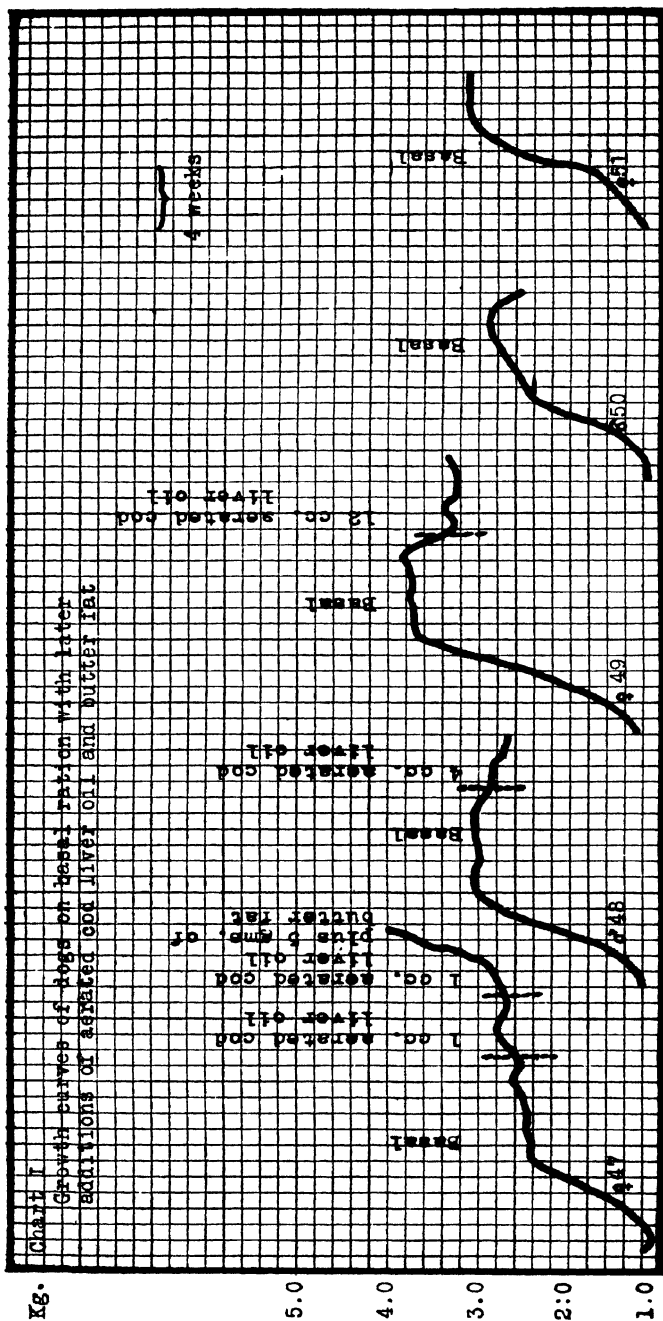 Kg.
Chart I
Growth curves of dogs on basal ration with later
additions of aerated cod liver oil and butter fat
5.0
4.0
3.0
2:0
1.0
4 weeks
♀47
Basal
1 cc. aerated cod
liver oil
1 cc. aerated cod
liver oil
plus 5 gms. of
butter fat
♂48
Basal
4 cc. aerated cod
liver oil
♀ 49
Basal
12 cc. aerated cod
liver oil
50
Basal
♀51
Basal